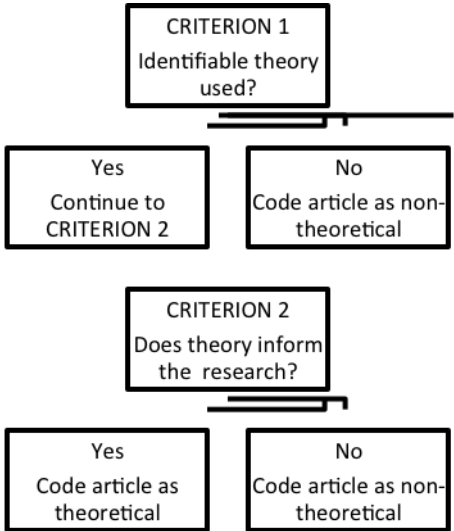 CRITERION 1
Identifiable theory
used?
Yes
Continue to
CRITERION 2
No
Code article as non-
theoretical
CRITERION 2
Does theory inform
the research?
Yes
Code article as
theoretical
No
Code article as non-
theoretical